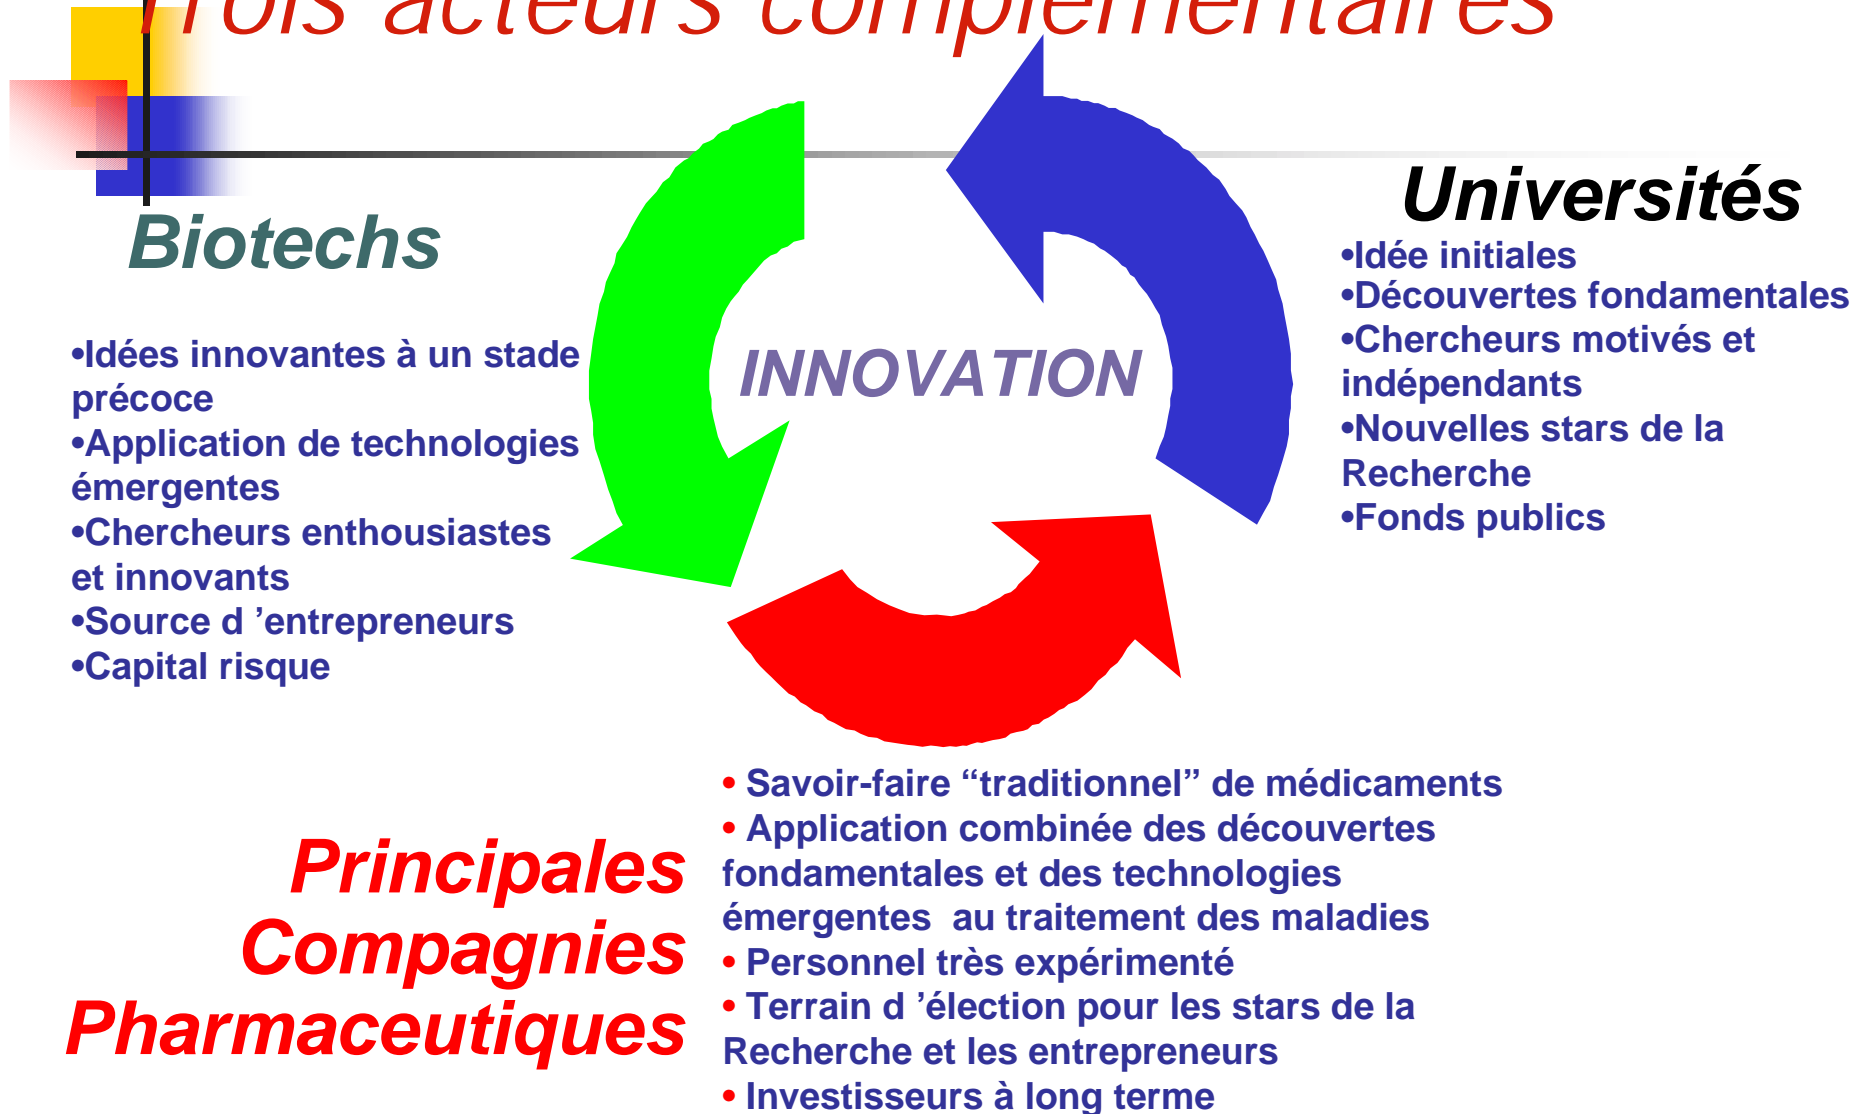 Trois acteurs complémentaires
Biotechs
•Idées innovantes à un stade
précoce
•Application de technologies
émergentes
•Chercheurs enthousiastes
et innovants
•Source d ’entrepreneurs
•Capital risque
INNOVATION
Universités
•Idée initiales
•Découvertes fondamentales
•Chercheurs motivés et
indépendants
•Nouvelles stars de la
Recherche
•Fonds publics
Principales
Compagnies
Pharmaceutiques
• Savoir-faire “traditionnel” de médicaments
• Application combinée des découvertes
fondamentales et des technologies
émergentes  au traitement des maladies
• Personnel très expérimenté
• Terrain d ’élection pour les stars de la
Recherche et les entrepreneurs
• Investisseurs à long terme